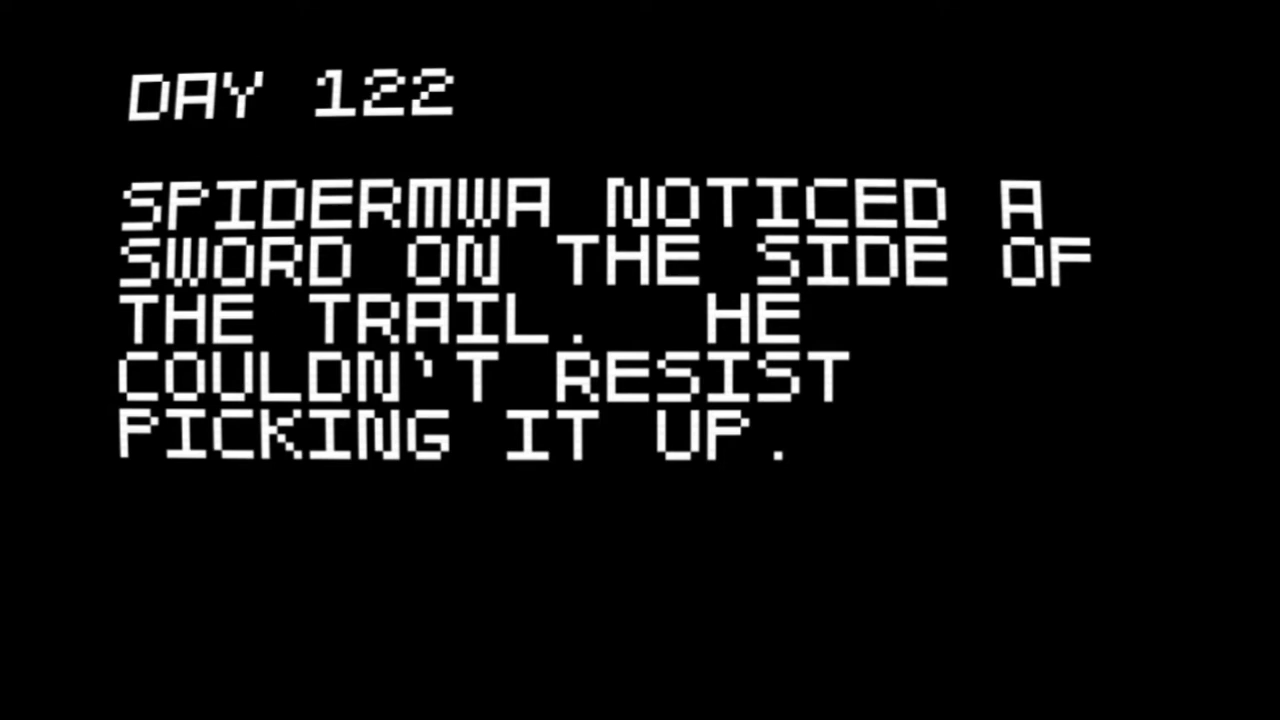 DAY 122
SPIDERMWA NOTICED A
SWORD ON THE SIDE OF
THE TRAIL.  HE
COULDN'T RESIST
PICKING IT UP.